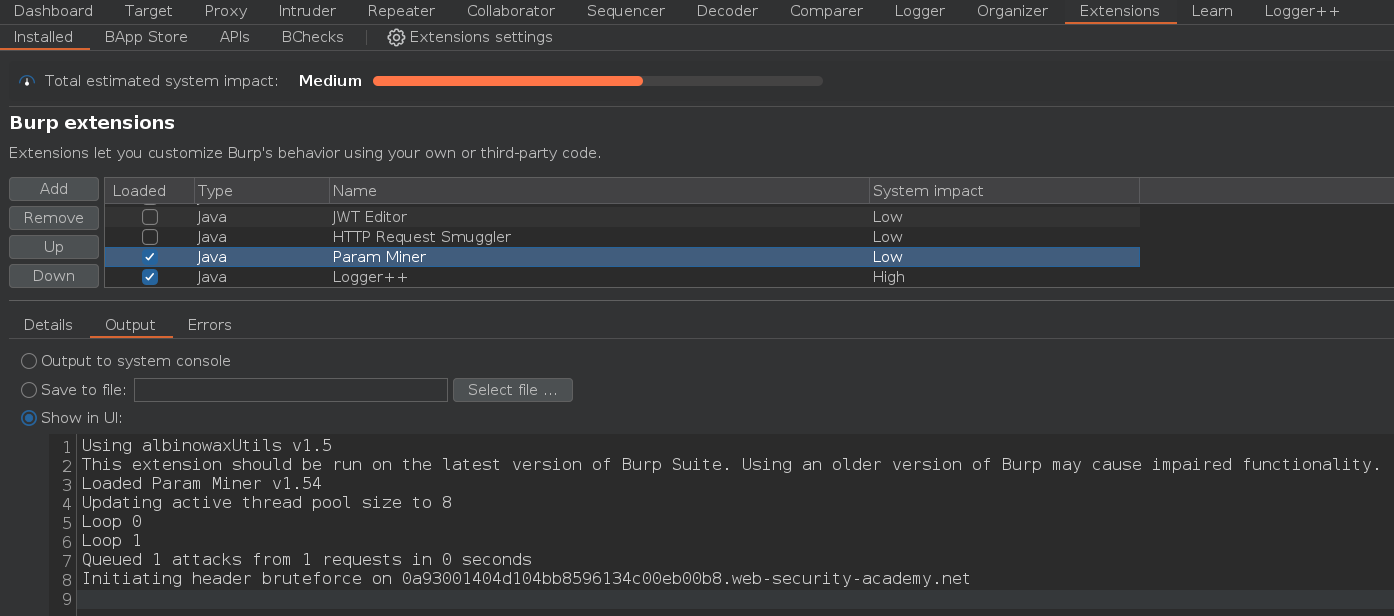 Dashboard Target Proxy Intruder Repeater Collaborator Sequencer Decoder Comparer Logger Organizer Extensions Learn Logger++
Installed BApp Store APIs BChecks Extensions settings
Total estimated system impact: Medium
Burp extensions
Extensions let you customize Burp's behavior using your own or third-party code.
Add
Remove
Up
Down
Loaded Type Name System impact
Java JWT Editor Low
Java HTTP Request Smuggler Low
Java Param Miner Low
Java Logger++ High
Details Output Errors
Output to system console
Save to file: Select file ...
Show in UI:
1 Using albinowaxUtils v1.5
2 This extension should be run on the latest version of Burp Suite. Using an older version of Burp may cause impaired functionality.
3 Loaded Param Miner v1.54
4 Updating active thread pool size to 8
5 Loop 0
6 Loop 1
7 Queued 1 attacks from 1 requests in 0 seconds
8 Initiating header bruteforce on 0a93001404d104bb8596134c00eb00b8.web-security-academy.net
9